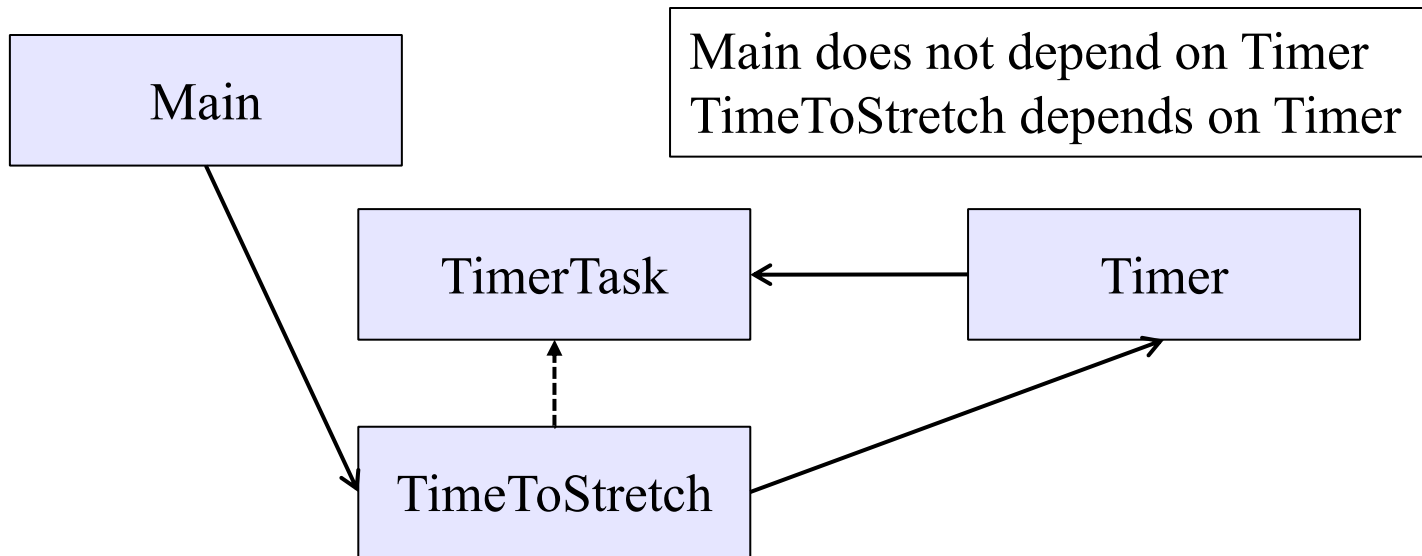 Main does not depend on Timer
TimeToStretch depends on Timer
Main
TimerTask
Timer
TimeToStretch